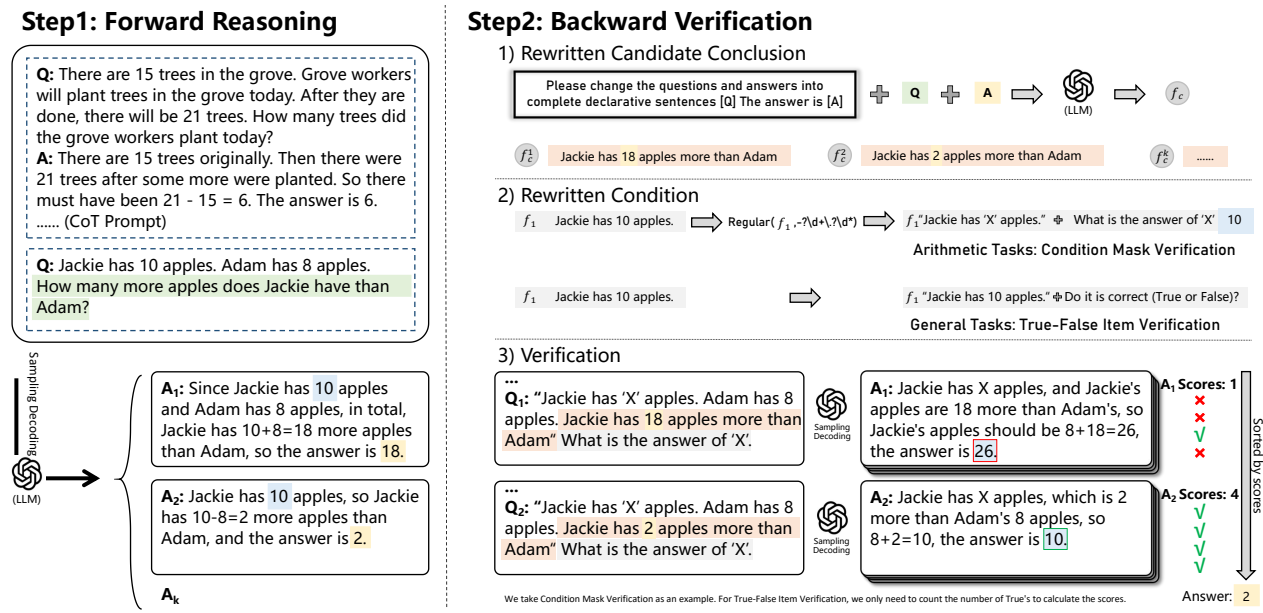 Step1: Forward Reasoning
Q: There are 15 trees in the grove. Grove workers
will plant trees in the grove today. After they are
done, there will be 21 trees. How many trees did
the grove workers plant today?
A: There are 15 trees originally. Then there were
21 trees after some more were planted. So there
must have been 21 - 15 = 6. The answer is 6.
...... (CoT Prompt)
Q: Jackie has 10 apples. Adam has 8 apples.
How many more apples does Jackie have than
Adam?
Sampling Decoding
(LLM)
A1: Since Jackie has 10 apples
and Adam has 8 apples, in total,
Jackie has 10+8=18 more apples
than Adam, so the answer is 18.
A2: Jackie has 10 apples, so Jackie
has 10-8=2 more apples than
Adam, and the answer is 2.
Ak
Step2: Backward Verification
1) Rewritten Candidate Conclusion
Please change the questions and answers into
complete declarative sentences [Q] The answer is [A]
Q
A
(LLM)
fc
fc1 Jackie has 18 apples more than Adam
fc2 Jackie has 2 apples more than Adam
fck ......
2) Rewritten Condition
f1 Jackie has 10 apples.
Regular( f1 ,-?\d+\.?\d*)
f1 "Jackie has 'X' apples." + What is the answer of 'X' 10
Arithmetic Tasks: Condition Mask Verification
f1 Jackie has 10 apples.
f1 "Jackie has 10 apples." + Do it is correct (True or False)?
General Tasks: True-False Item Verification
3) Verification
...
Q1: "Jackie has 'X' apples. Adam has 8
apples. Jackie has 18 apples more than
Adam" What is the answer of 'X'.
Sampling
Decoding
A1: Jackie has X apples, and Jackie's
apples are 18 more than Adam's, so
Jackie's apples should be 8+18=26,
the answer is 26.
A1 Scores: 1
...
Q2: "Jackie has 'X' apples. Adam has 8
apples. Jackie has 2 apples more than
Adam" What is the answer of 'X'.
Sampling
Decoding
A2: Jackie has X apples, which is 2
more than Adam's 8 apples, so
8+2=10, the answer is 10.
A2 Scores: 4
Sorted by scores
We take Condition Mask Verification as an example. For True-False Item Verification, we only need to count the number of True's to calculate the scores.
Answer: 2